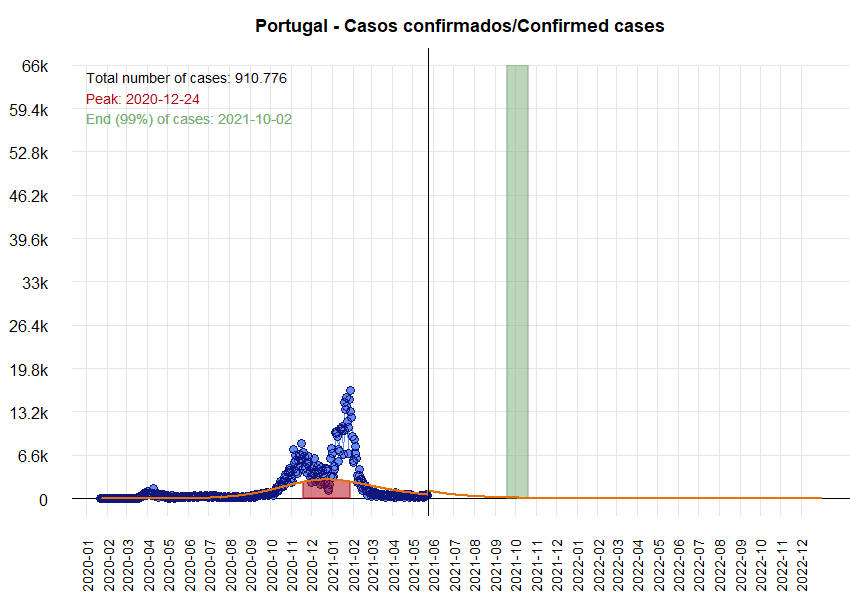 Portugal - Casos confirmados/Confirmed cases
66k
59.4k
52.8k
46.2k
39.6k
33k
26.4k
19.8k
13.2k
6.6k
0
Total number of cases: 910.776
Peak: 2020-12-24
End (99%) of cases: 2021-10-02
2020-01
2020-02
2020-03
2020-04
2020-05
2020-06
2020-07
2020-08
2020-09
2020-10
2020-11
2020-12
2021-01
2021-02
2021-03
2021-04
2021-05
2021-06
2021-07
2021-08
2021-09
2021-10
2021-11
2021-12
2022-01
2022-02
2022-03
2022-04
2022-05
2022-06
2022-07
2022-08
2022-09
2022-10
2022-11
2022-12